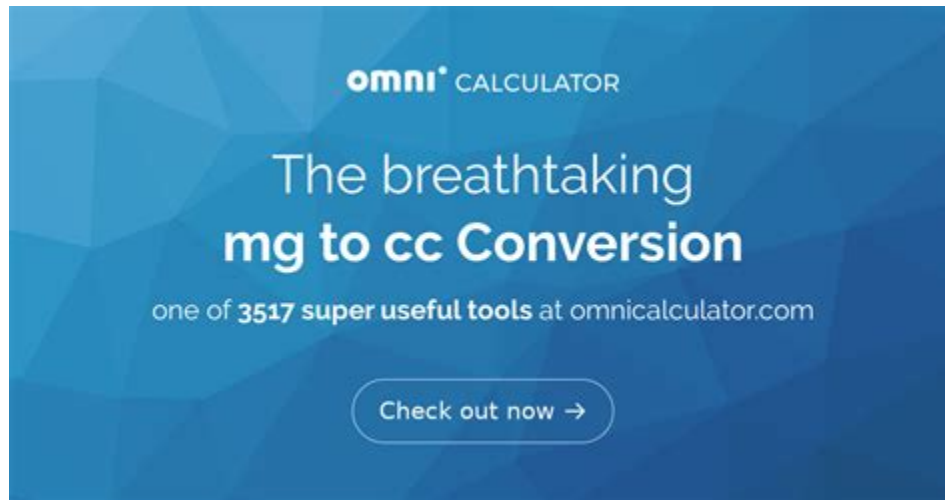 omni CALCULATOR
The breathtaking
mg to cc Conversion
one of 3517 super useful tools at omnicalculator.com
Check out now →